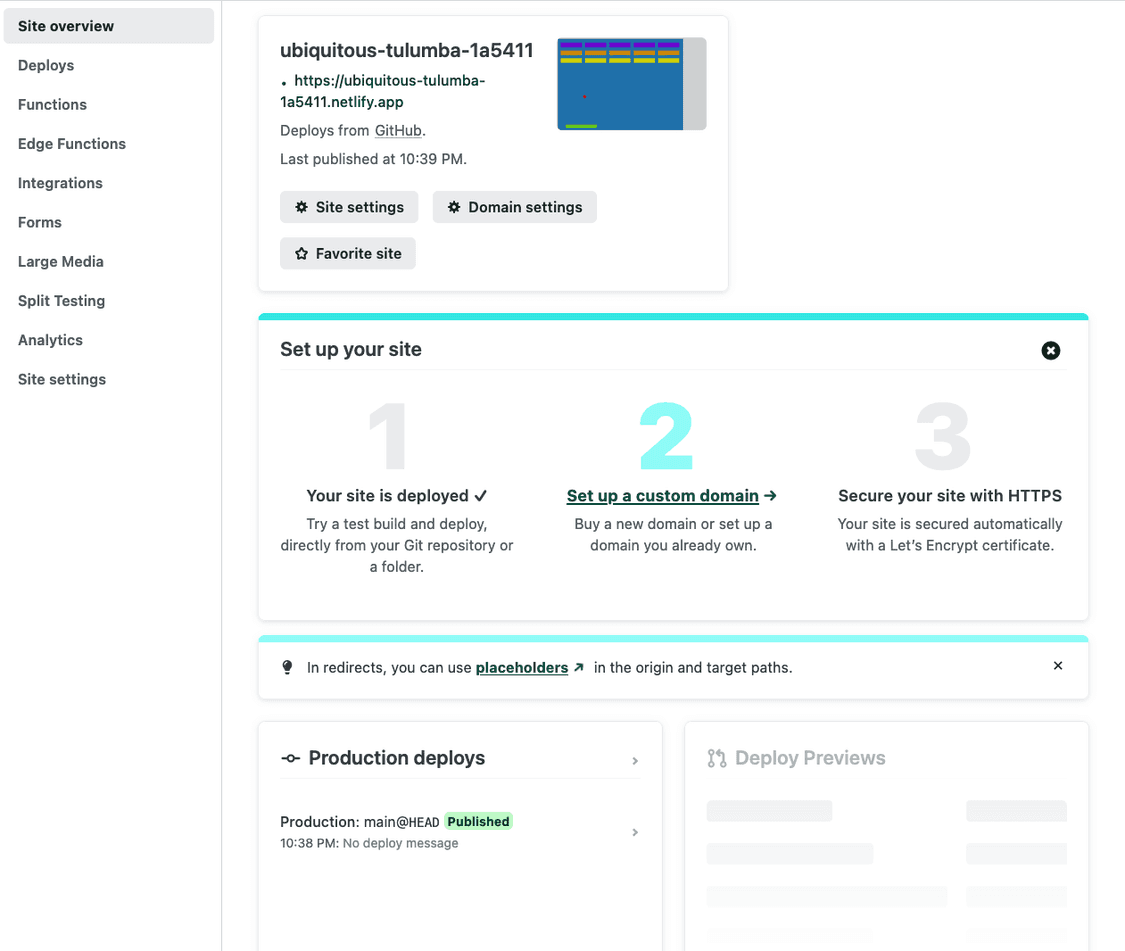 Site overview
Deploys
Functions
Edge Functions
Integrations
Forms
Large Media
Split Testing
Analytics
Site settings
ubiquitous-tulumba-1a5411
https://ubiquitous-tulumba-
1a5411.netlify.app
Deploys from GitHub.
Last published at 10:39 PM.
Site settings
Domain settings
Favorite site
Set up your site
1
Your site is deployed ✓
Try a test build and deploy,
directly from your Git repository or
a folder.
2
Set up a custom domain →
Buy a new domain or set up a
domain you already own.
3
Secure your site with HTTPS
Your site is secured automatically
with a Let’s Encrypt certificate.
In redirects, you can use placeholders ↗ in the origin and target paths.
Production deploys
Production: main@HEAD Published
10:38 PM: No deploy message
Deploy Previews